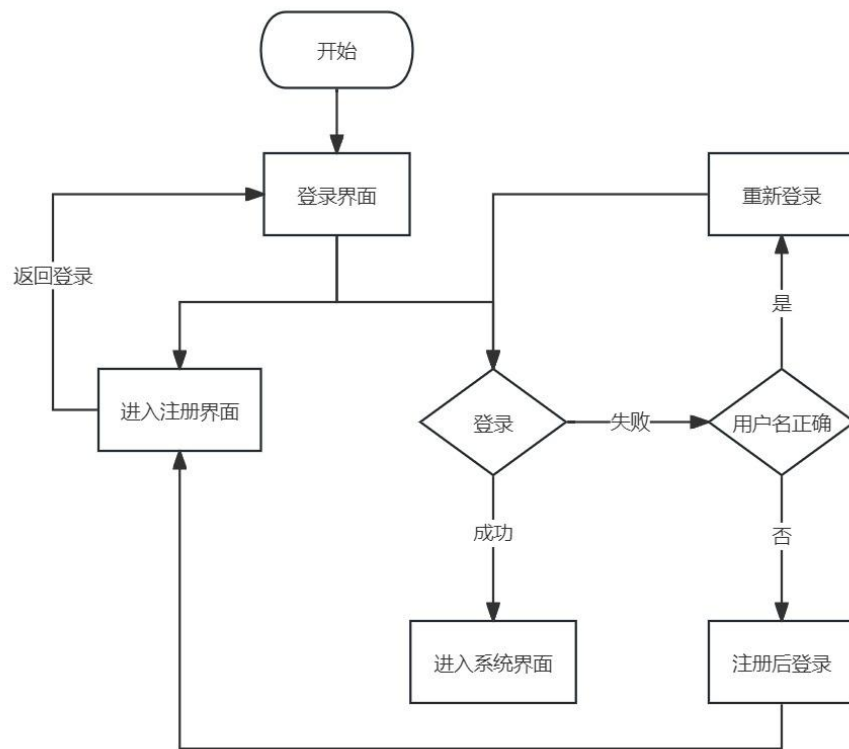 开始
登录界面
重新登录
返回登录
是
进入注册界面
登录
失败
用户名正确
成功
否
进入系统界面
注册后登录